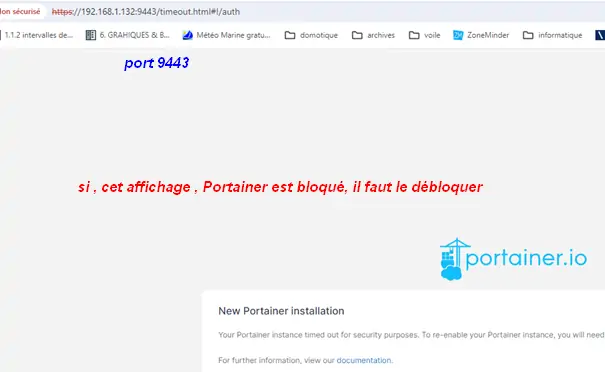 on sécurisé https://192.168.1.132:9443/timeout.html#!/auth
1.1.2 intervalles de... 6. GRAHIQUES & B... Météo Marine gratu... domotique archives voile ZoneMinder informatique
port 9443
si , cet affichage , Portainer est bloqué, il faut le débloquer
portainer.io
New Portainer installation
Your Portainer instance timed out for security purposes. To re-enable your Portainer instance, you will need
For further information, view our documentation.